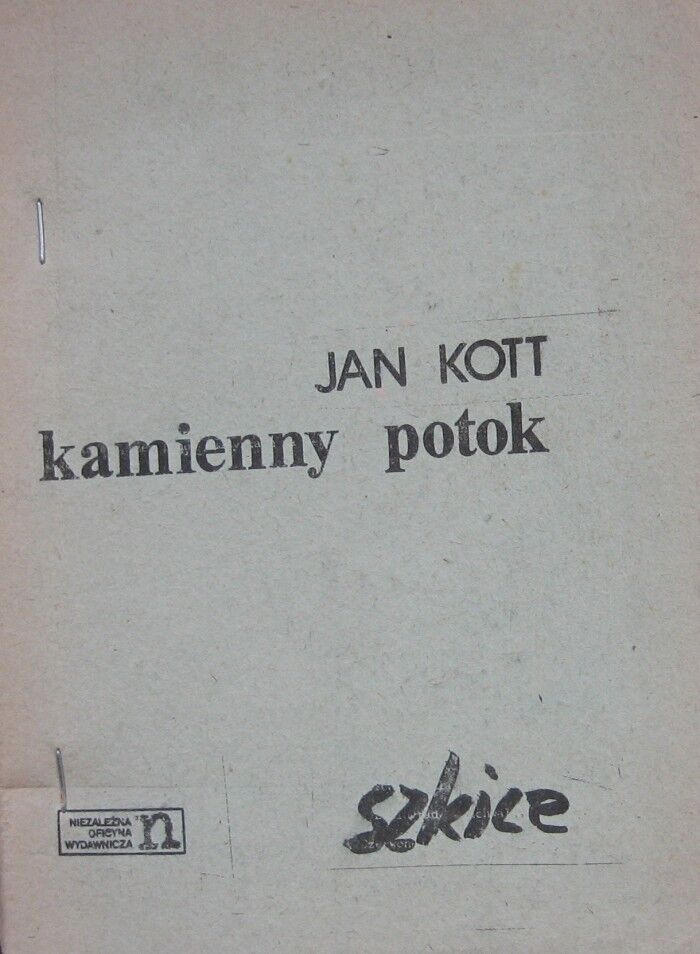 JAN KOTT
kamienny potok
szkice
NIEZALEŻNA
OFICYNA
WYDAWNICZA
n